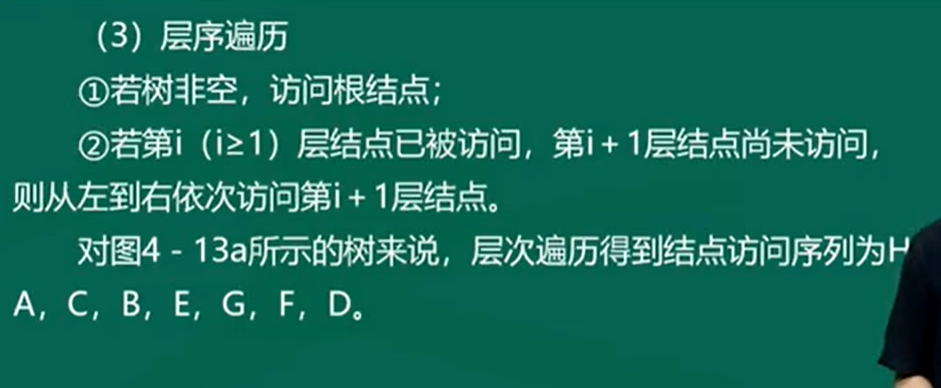 （3）层序遍历
①若树非空，访问根结点；
②若第i（i≥1）层结点已被访问，第i＋1层结点尚未访问，
则从左到右依次访问第i＋1层结点。
对图4－13a所示的树来说，层次遍历得到结点访问序列为H
A，C，B，E，G，F，D。